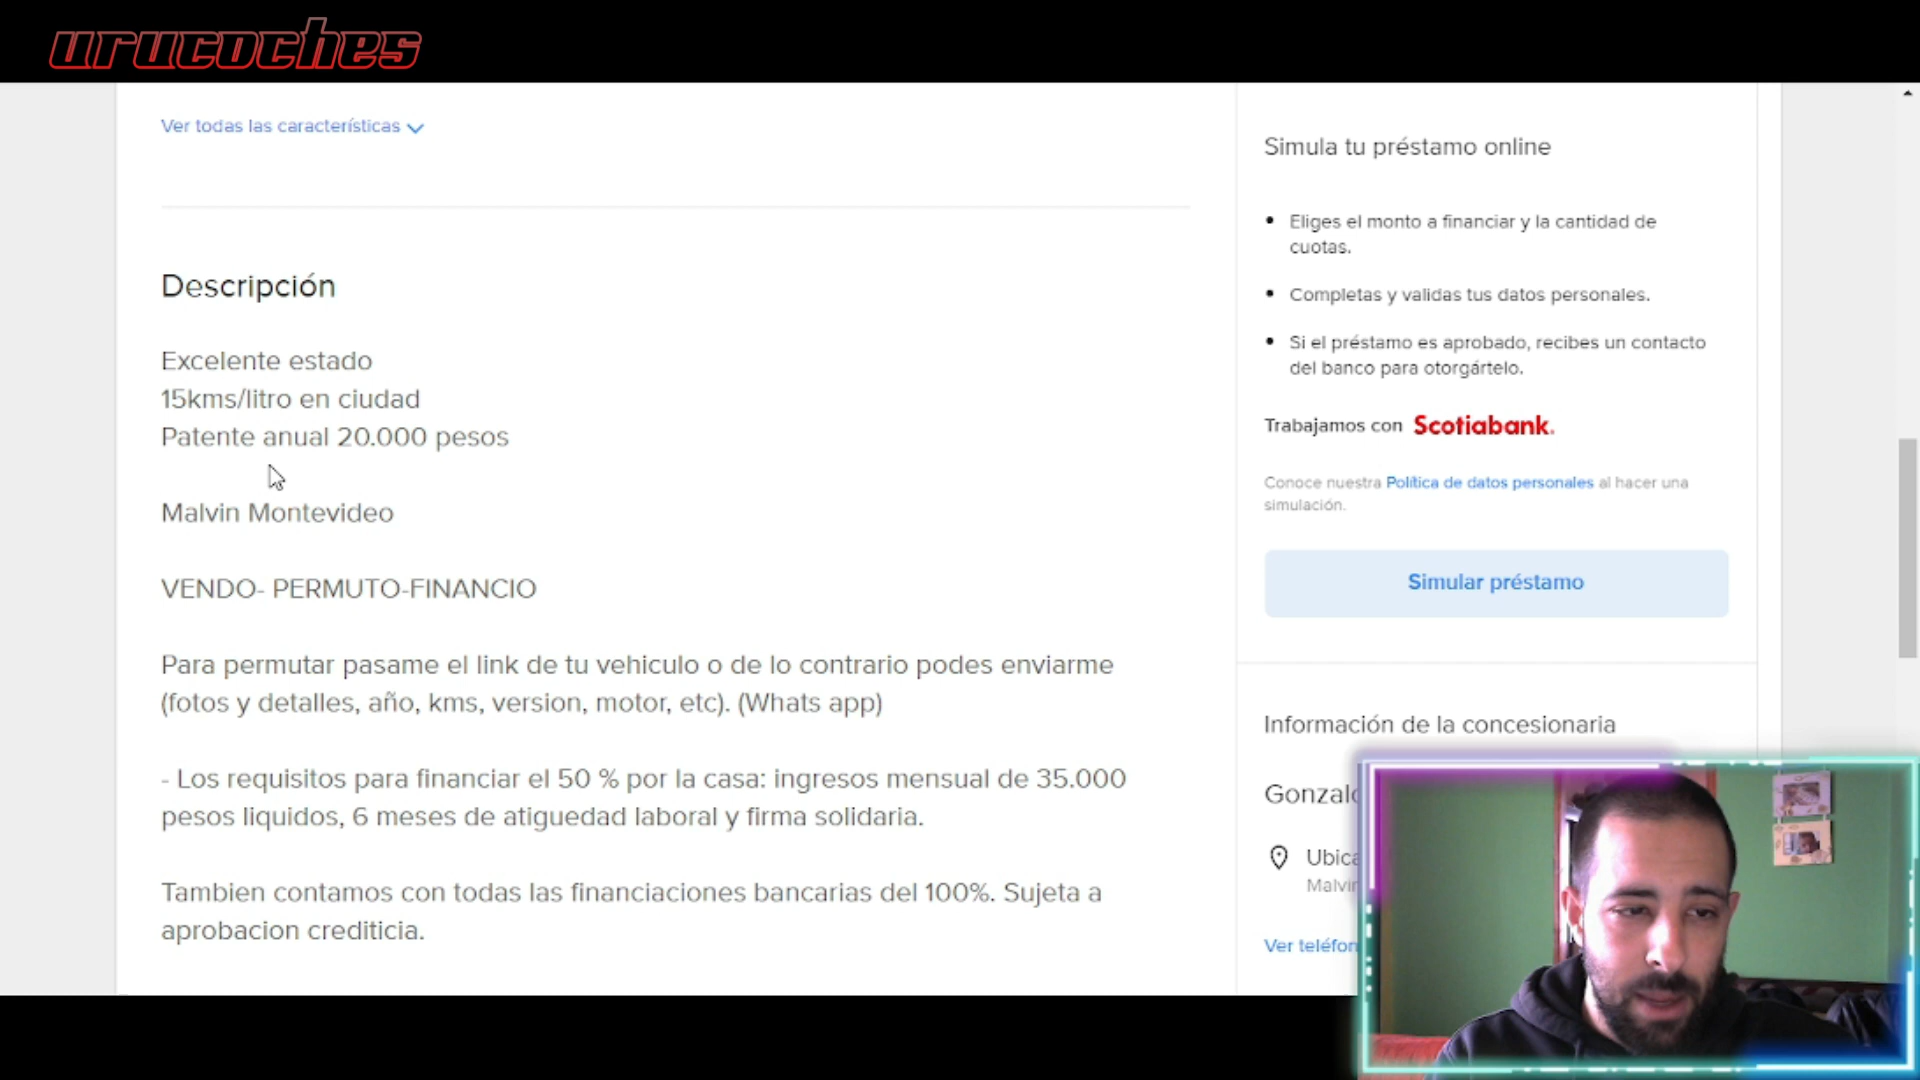 urucoches
Ver todas las características
Descripción
Excelente estado
15kms/litro en ciudad
Patente anual 20.000 pesos
Malvin Montevideo
VENDO- PERMUTO-FINANCIO
Para permutar pasame el link de tu vehiculo o de lo contrario podes enviarme
(fotos y detalles, año, kms, version, motor, etc). (Whats app)
- Los requisitos para financiar el 50 % por la casa: ingresos mensual de 35.000
pesos liquidos, 6 meses de atiguedad laboral y firma solidaria.
Tambien contamos con todas las financiaciones bancarias del 100%. Sujeta a
aprobacion crediticia.
Simula tu préstamo online
• Eliges el monto a financiar y la cantidad de
cuotas.
• Completas y validas tus datos personales.
• Si el préstamo es aprobado, recibes un contacto
del banco para otorgártelo.
Trabajamos con Scotiabank.
Conoce nuestra Política de datos personales al hacer una
simulación.
Simular préstamo
Información de la concesionaria
Gonzalo
Ubica
Malvin
Ver teléfon